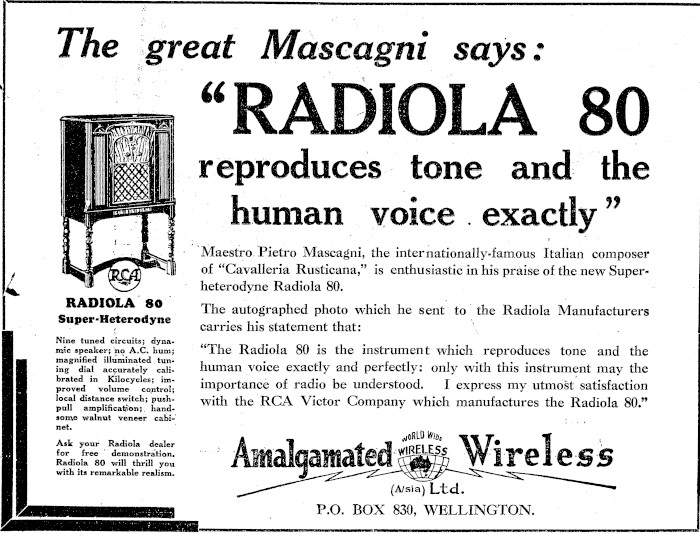 The great Mascagni says:
“RADIOLA 80
reproduces tone and the
human voice exactly”
RCA
RADIOLA 80
Super-Heterodyne
Nine tuned circuits; dyna-
mic speaker; no A.C. hum;
magnified illuminated tun-
ing dial accurately cali-
brated in Kilocycles; im-
proved volume control;
local distance switch; push-
pull amplification; hand-
some walnut veneer cabi-
net.
Ask your Radiola dealer
for free demonstration.
Radiola 80 will thrill you
with its remarkable realism.
Maestro Pietro Mascagni, the internationally-famous Italian composer
of “Cavalleria Rusticana,” is enthusiastic in his praise of the new Super-
heterodyne Radiola 80.
The autographed photo which he sent to the Radiola Manufacturers
carries his statement that:
“The Radiola 80 is the instrument which reproduces tone and the
human voice exactly and perfectly: only with this instrument may the
importance of radio be understood. I express my utmost satisfaction
with the RCA Victor Company which manufactures the Radiola 80.”
Amalgamated WORLD WIDE WIRELESS Wireless
(A/sia) Ltd.
P.O. BOX 830, WELLINGTON.